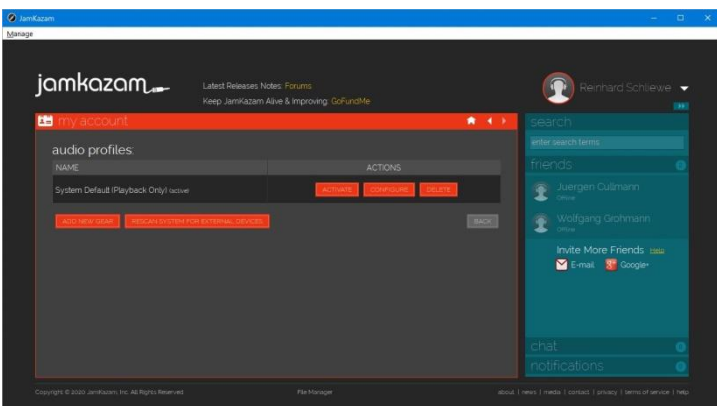 JamKazam
Manage
jamkazam
Latest Releases Notes: Forums
Keep JamKazam Alive & Improving: GoFundMe
Reinhard Schliewe
my account
audio profiles:
NAME ACTIONS
System Default (Playback Only) (active) ACTIVATE CONFIGURE DELETE
ADD NEW GEAR RESCAN SYSTEM FOR EXTERNAL DEVICES BACK
search
enter search terms
friends
Juergen Cullmann
Offline
Wolfgang Grohmann
Offline
Invite More Friends Help
E-mail Google+
chat
notifications
Copyright © 2020 JamKazam, Inc. All Rights Reserved File Manager about | news | media | contact | privacy | terms of service | help